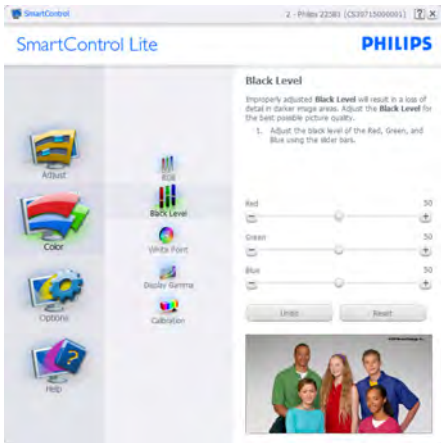 SmartControl
2 - Philips 225B1 (CS30715000001)
SmartControl Lite
PHILIPS
Adjust
Color
Options
Help
RGB
Black Level
White Point
Display Gamma
Calibration
Black Level
Improperly adjusted Black Level will result in a loss of
detail in darker image areas. Adjust the Black Level for
the best possible picture quality.
1. Adjust the black level of the Red, Green, and
Blue using the slider bars.
Red 50
Green 50
Blue 50
Undo Reset